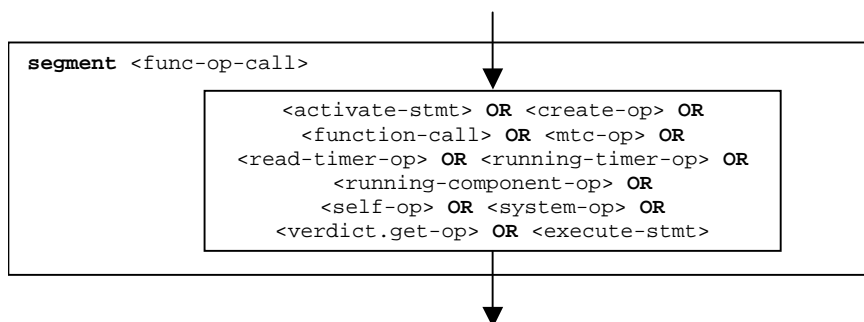 segment <func-op-call>
<activate-stmt> OR <create-op> OR
<function-call> OR <mtc-op> OR
<read-timer-op> OR <running-timer-op> OR
<running-component-op> OR
<self-op> OR <system-op> OR
<verdict.get-op> OR <execute-stmt>